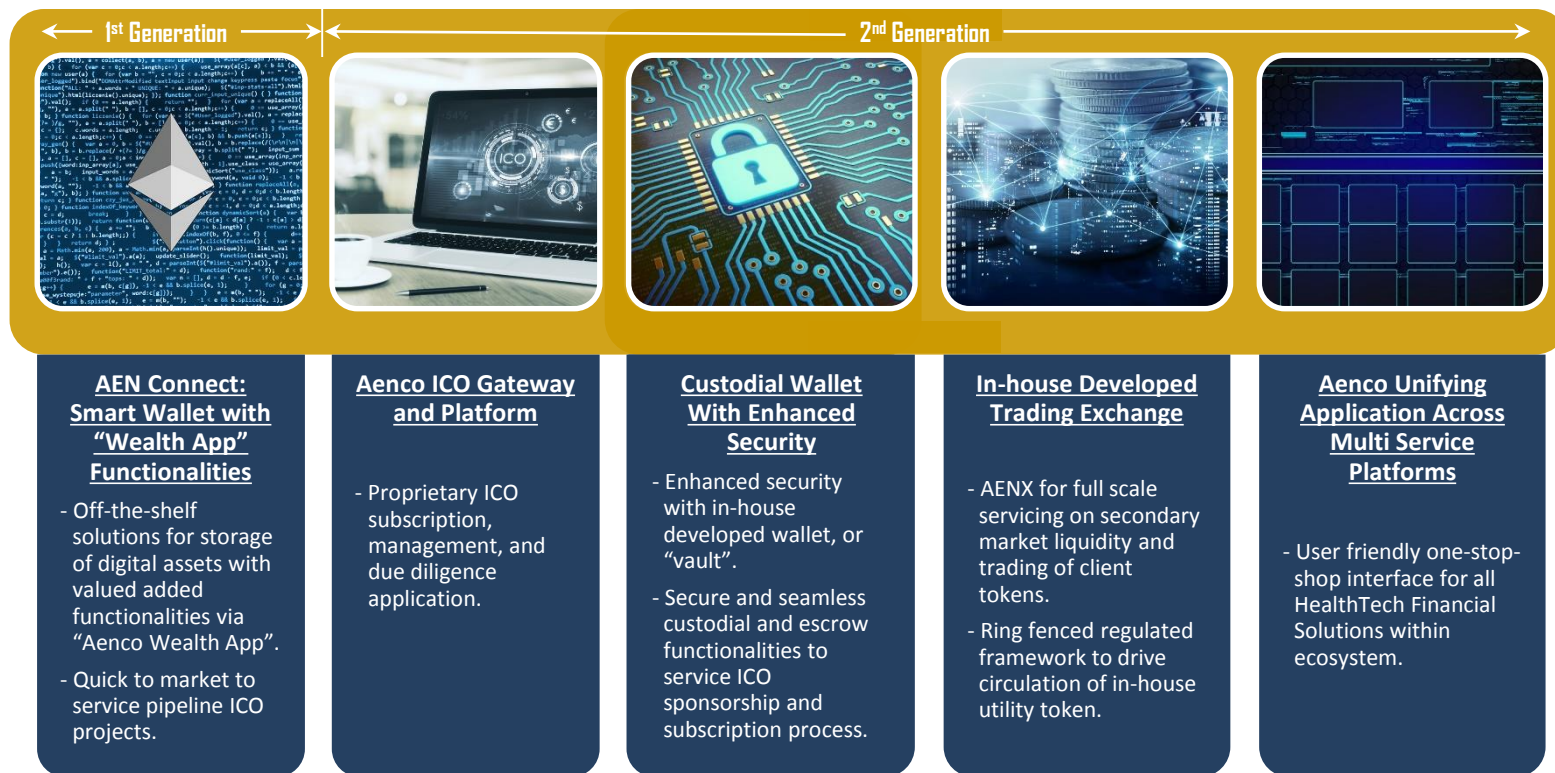 1st Generation
2nd Generation
ICO
AEN Connect:
Smart Wallet with
“Wealth App”
Functionalities
- Off-the-shelf
solutions for storage
of digital assets with
valued added
functionalities via
“Aenco Wealth App”.
- Quick to market to
service pipeline ICO
projects.
Aenco ICO Gateway
and Platform
- Proprietary ICO
subscription,
management, and
due diligence
application.
Custodial Wallet
With Enhanced
Security
- Enhanced security
with in-house
developed wallet, or
“vault”.
- Secure and seamless
custodial and escrow
functionalities to
service ICO
sponsorship and
subscription process.
In-house Developed
Trading Exchange
- AENX for full scale
servicing on secondary
market liquidity and
trading of client
tokens.
- Ring fenced regulated
framework to drive
circulation of in-house
utility token.
Aenco Unifying
Application Across
Multi Service
Platforms
- User friendly one-stop-
shop interface for all
HealthTech Financial
Solutions within
ecosystem.